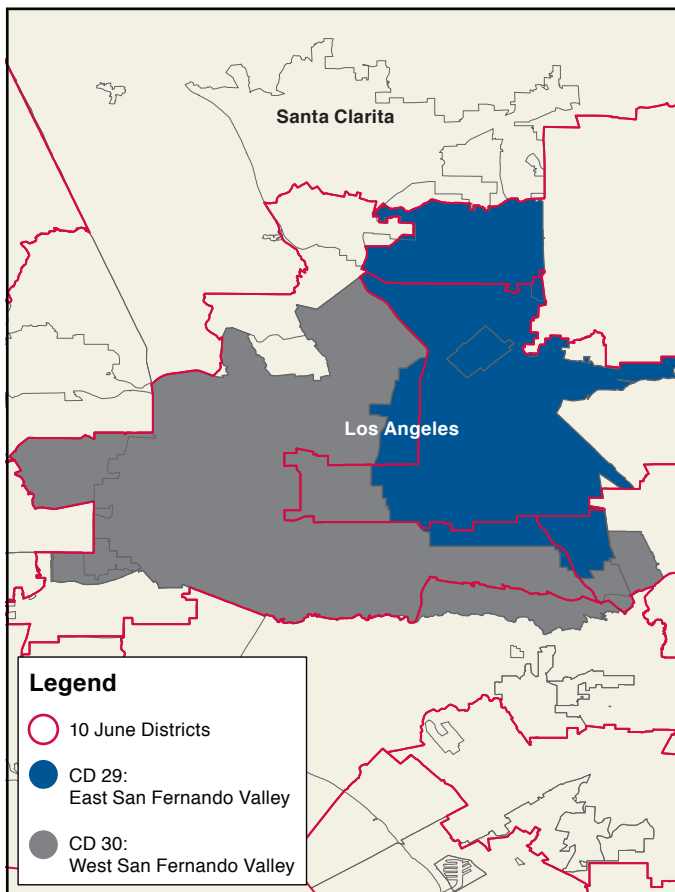 Santa Clarita
Los Angeles
Legend
10 June Districts
CD 29:
East San Fernando Valley
CD 30:
West San Fernando Valley